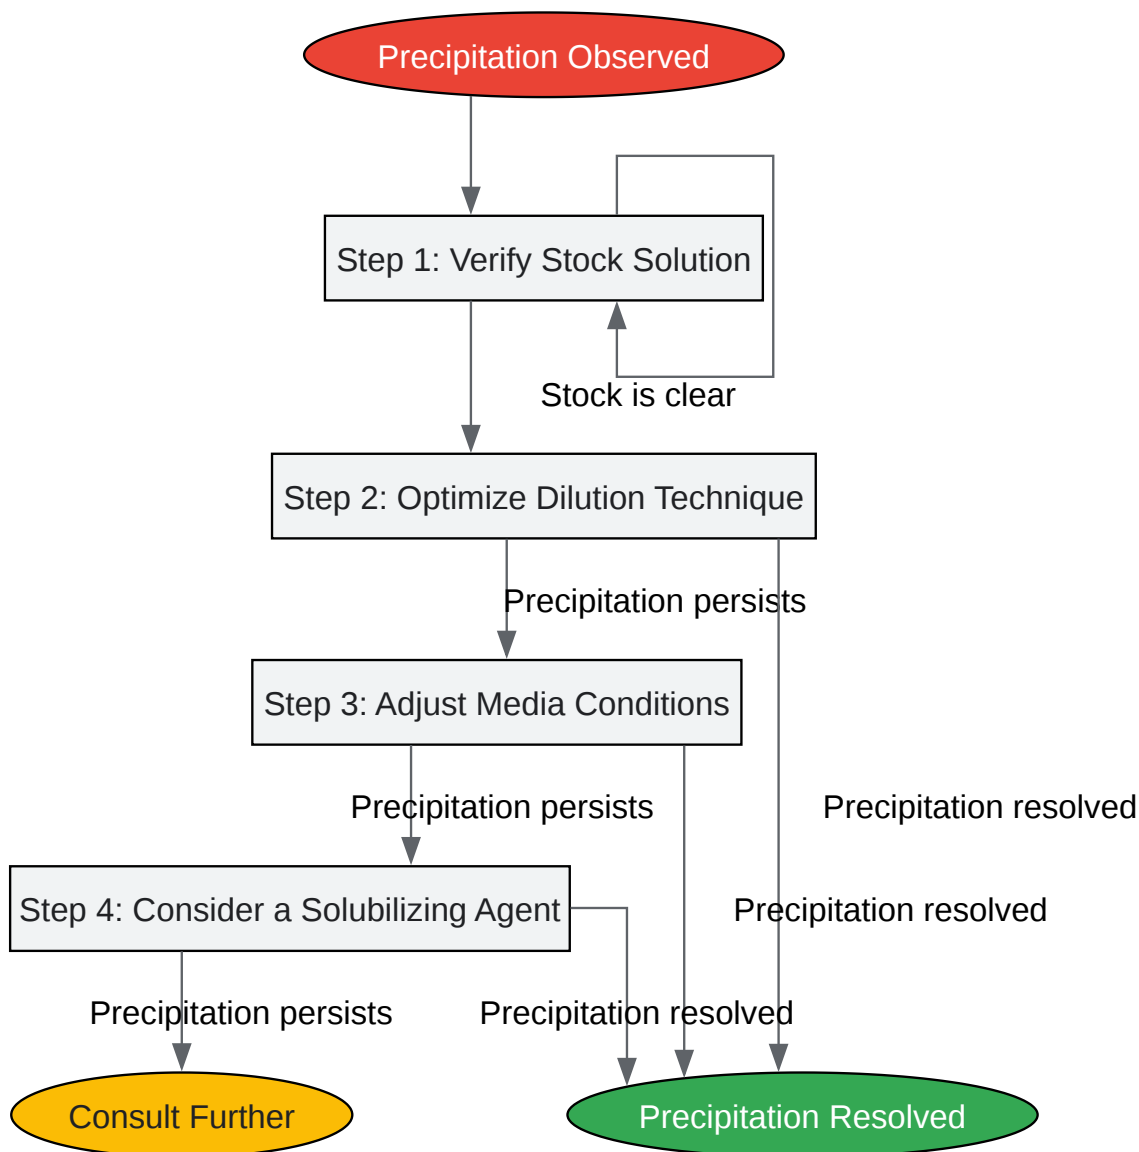 Precipitation Observed
Step 1: Verify Stock Solution
Stock is clear
Step 2: Optimize Dilution Technique
Precipitation persists
Step 3: Adjust Media Conditions
Precipitation persists
Precipitation resolved
Step 4: Consider a Solubilizing Agent
Precipitation resolved
Precipitation persists
Precipitation resolved
Consult Further
Precipitation Resolved